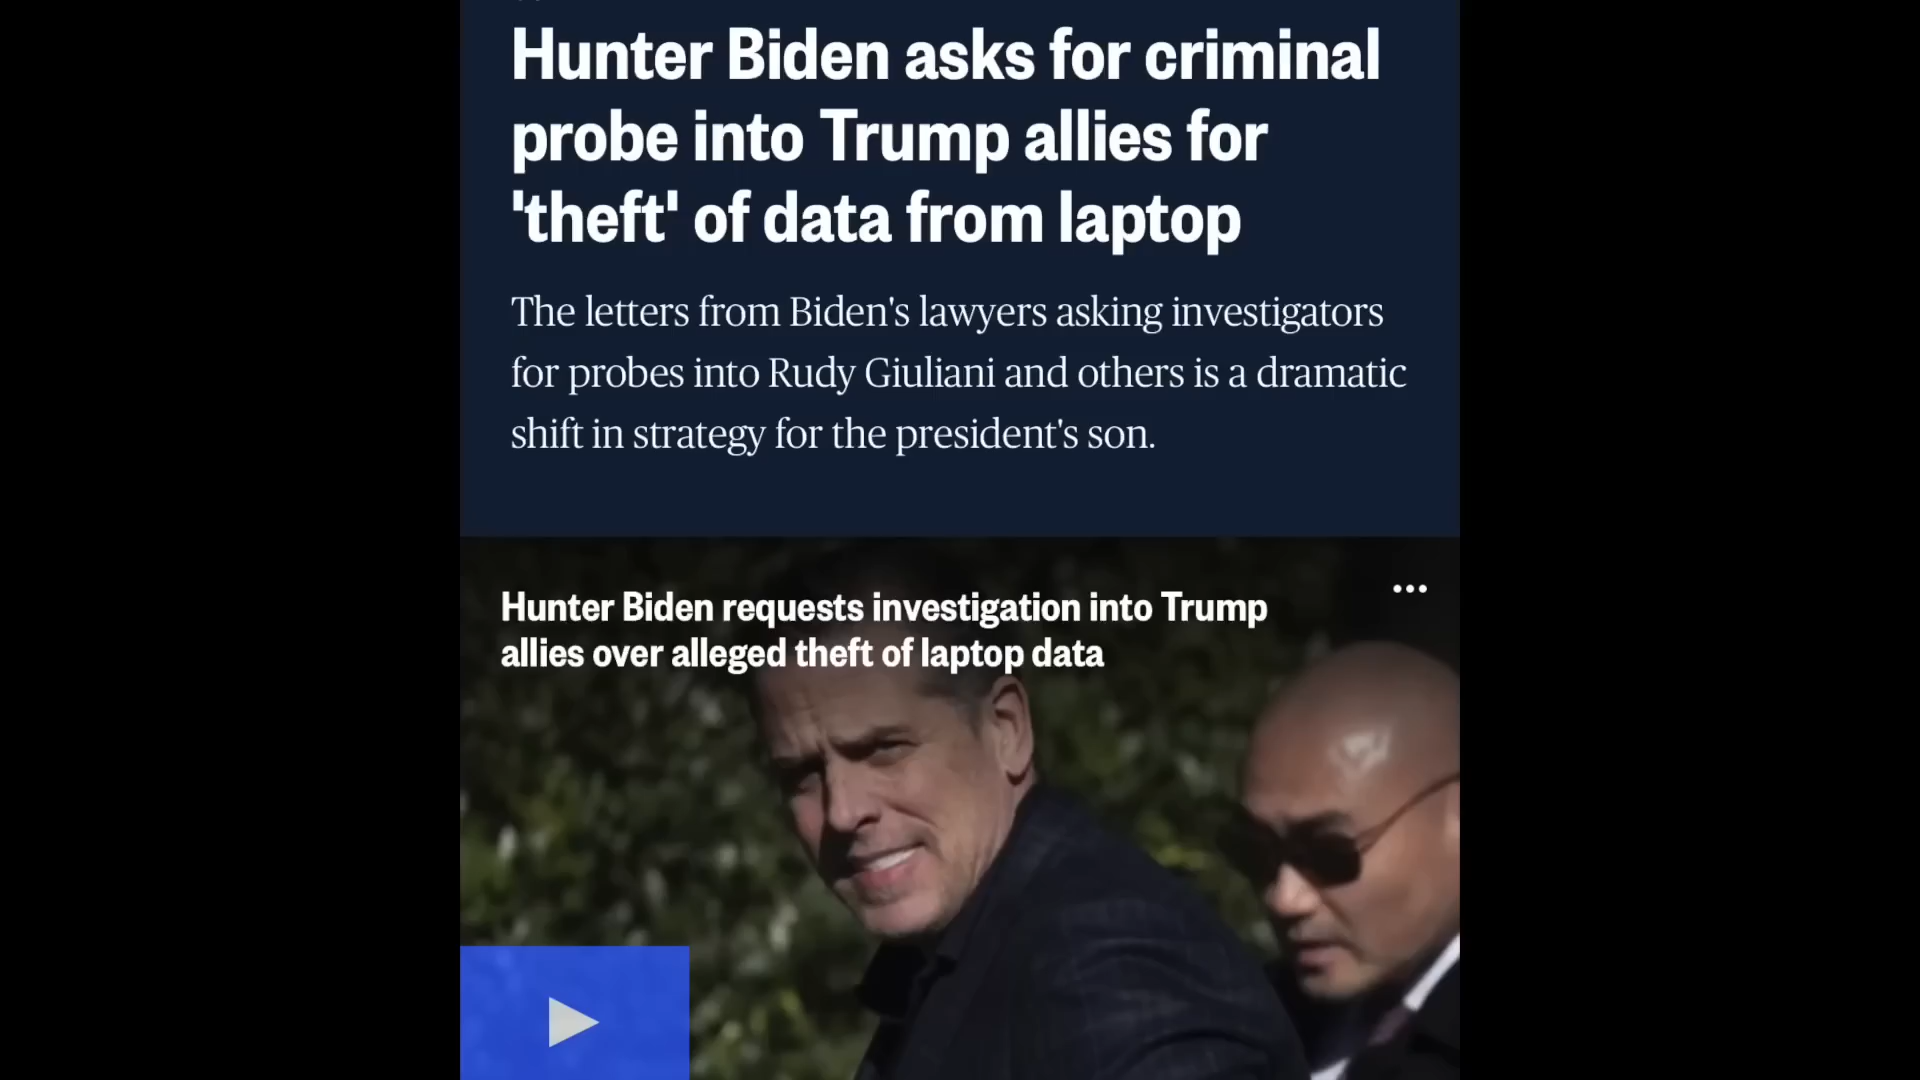 Hunter Biden asks for criminal
probe into Trump allies for
'theft' of data from laptop
The letters from Biden's lawyers asking investigators
for probes into Rudy Giuliani and others is a dramatic
shift in strategy for the president's son.
Hunter Biden requests investigation into Trump
allies over alleged theft of laptop data